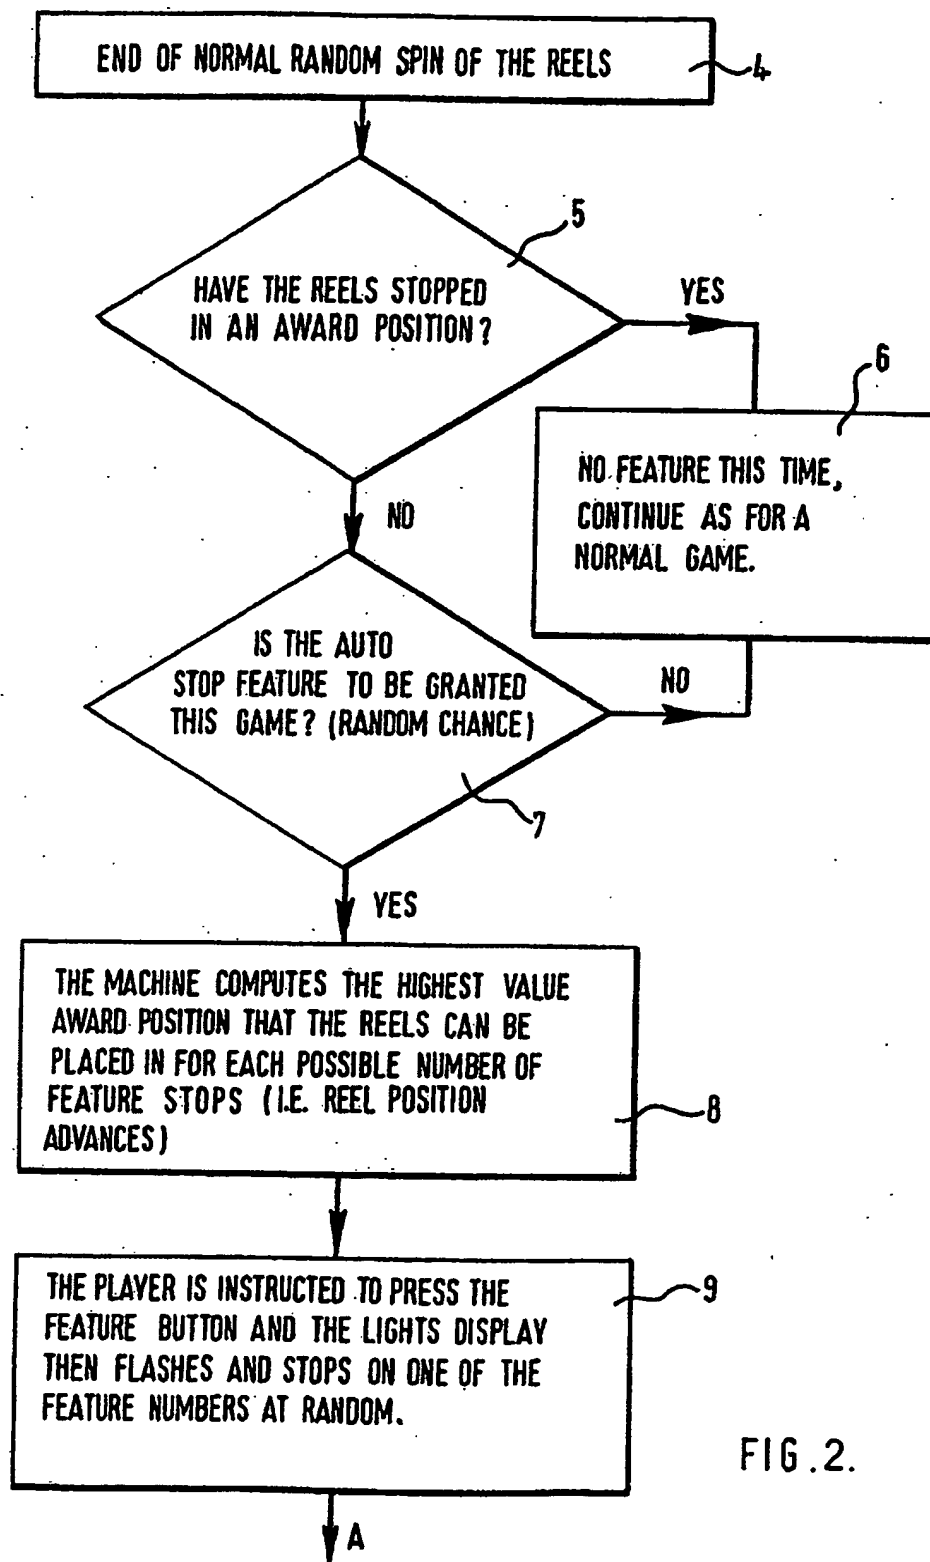 END OF NORMAL RANDOM SPIN OF THE REELS
4
5
HAVE THE REELS STOPPED
IN AN AWARD POSITION?
YES
6
NO FEATURE THIS TIME,
CONTINUE AS FOR A
NORMAL GAME.
NO
IS THE AUTO
STOP FEATURE TO BE GRANTED
THIS GAME? (RANDOM CHANCE)
NO
7
YES
THE MACHINE COMPUTES THE HIGHEST VALUE
AWARD POSITION THAT THE REELS CAN BE
PLACED IN FOR EACH POSSIBLE NUMBER OF
FEATURE STOPS (I.E. REEL POSITION
ADVANCES)
8
THE PLAYER IS INSTRUCTED TO PRESS THE
FEATURE BUTTON AND THE LIGHTS DISPLAY
THEN FLASHES AND STOPS ON ONE OF THE
FEATURE NUMBERS AT RANDOM.
9
FIG.2.
A